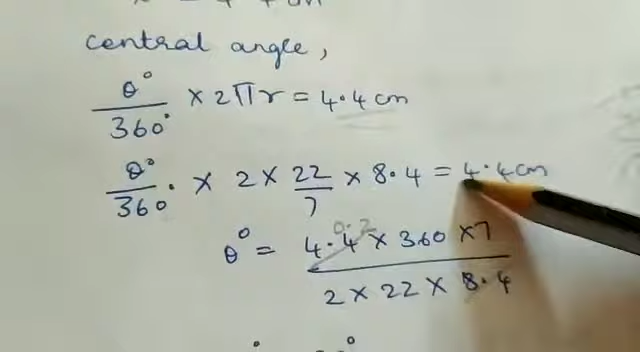 central angle,
θ°/360° × 2πr = 4.4 cm
θ°/360° × 2 × 22/7 × 8.4 = 4.4 cm
0.2
θ° = 4.4 × 360 × 7 / 2 × 22 × 8.4